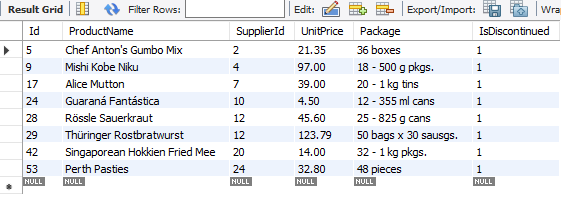 Result Grid Filter Rows: Edit: Export/Import: Wrap
Id ProductName SupplierId UnitPrice Package IsDiscontinued
5 Chef Anton's Gumbo Mix 2 21.35 36 boxes 1
9 Mishi Kobe Niku 4 97.00 18 - 500 g pkgs. 1
17 Alice Mutton 7 39.00 20 - 1 kg tins 1
24 Guaraná Fantástica 10 4.50 12 - 355 ml cans 1
28 Rössle Sauerkraut 12 45.60 25 - 825 g cans 1
29 Thüringer Rostbratwurst 12 123.79 50 bags x 30 sausgs. 1
42 Singaporean Hokkien Fried Mee 20 14.00 32 - 1 kg pkgs. 1
53 Perth Pasties 24 32.80 48 pieces 1
NULL NULL NULL NULL NULL NULL